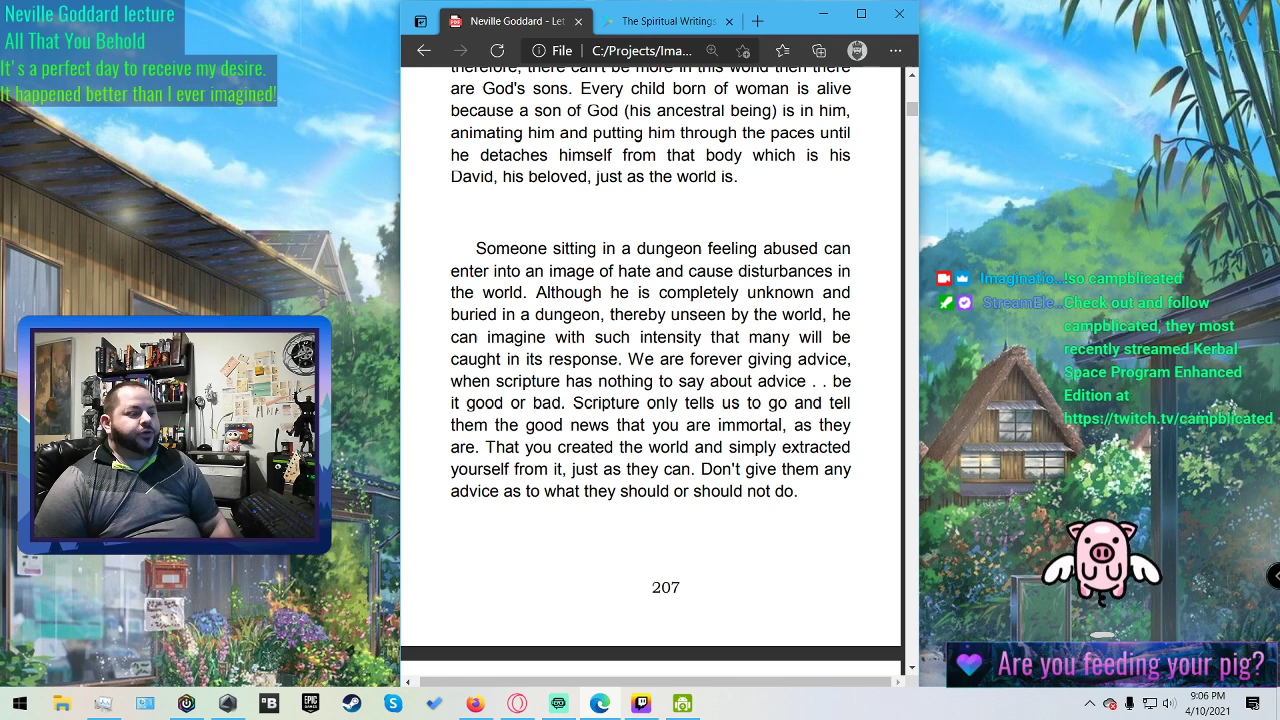 Neville Goddard lecture
All That You Behold
It's a perfect day to receive my desire.
It happened better than I ever imagined!
Neville Goddard - Let
The Spiritual Writings
File
C:/Projects/Ima...
therefore, there can't be more in this world then there
are God's sons. Every child born of woman is alive
because a son of God (his ancestral being) is in him,
animating him and putting him through the paces until
he detaches himself from that body which is his
David, his beloved, just as the world is.
Someone sitting in a dungeon feeling abused can
enter into an image of hate and cause disturbances in
the world. Although he is completely unknown and
buried in a dungeon, thereby unseen by the world, he
can imagine with such intensity that many will be
caught in its response. We are forever giving advice,
when scripture has nothing to say about advice . . be
it good or bad. Scripture only tells us to go and tell
them the good news that you are immortal, as they
are. That you created the world and simply extracted
yourself from it, just as they can. Don't give them any
advice as to what they should or should not do.
207
Imaginatio... !so campblicated
StreamEle... Check out and follow
campblicated, they most
recently streamed Kerbal
Space Program Enhanced
Edition at
https://twitch.tv/campblicated
Are you feeding your pig?
EPIC
GAMES
9:06 PM
4/10/2021